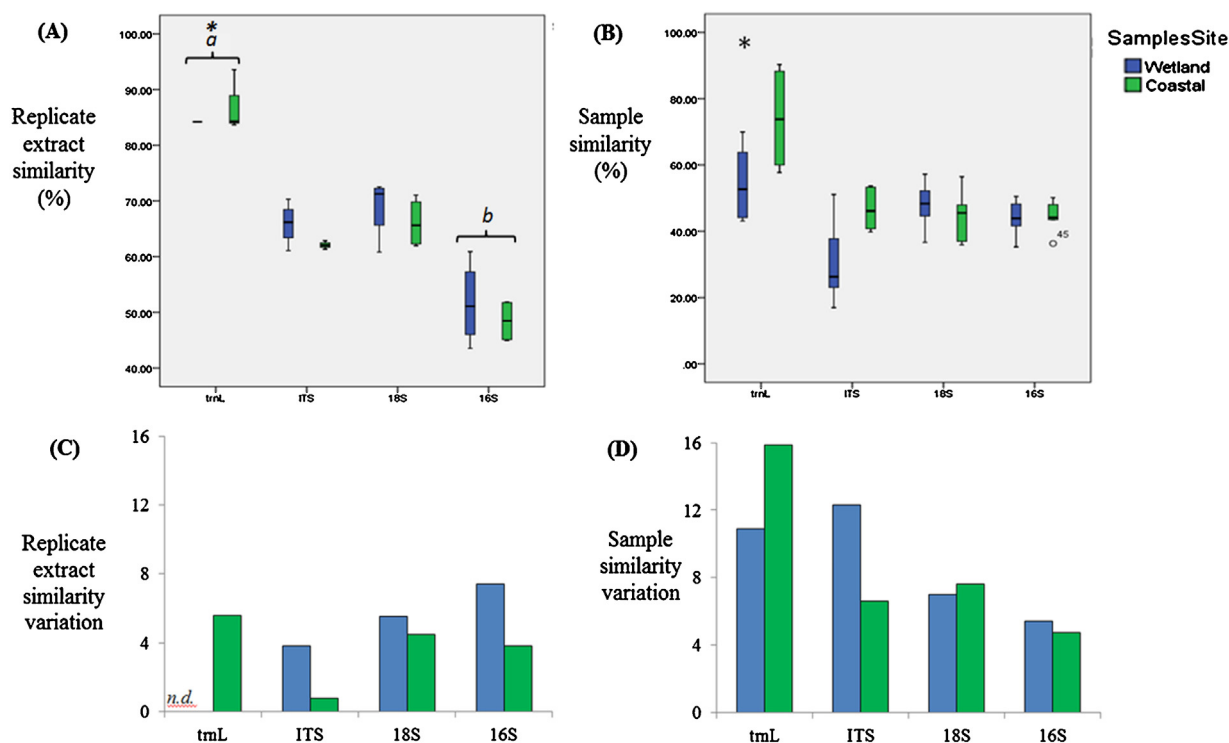 (A)
Replicate
extract
similarity
(%)
100.00
90.00
80.00
70.00
60.00
50.00
40.00
*
a
b
trnL
ITS
18S
16S
(B)
Sample
similarity
(%)
100.00
80.00
60.00
40.00
20.00
.00
*
45
trnL
ITS
18S
16S
SamplesSite
Wetland
Coastal
(C)
Replicate
extract
similarity
variation
16
12
8
4
0
n.d.
trnL
ITS
18S
16S
(D)
Sample
similarity
variation
16
12
8
4
0
trnL
ITS
18S
16S